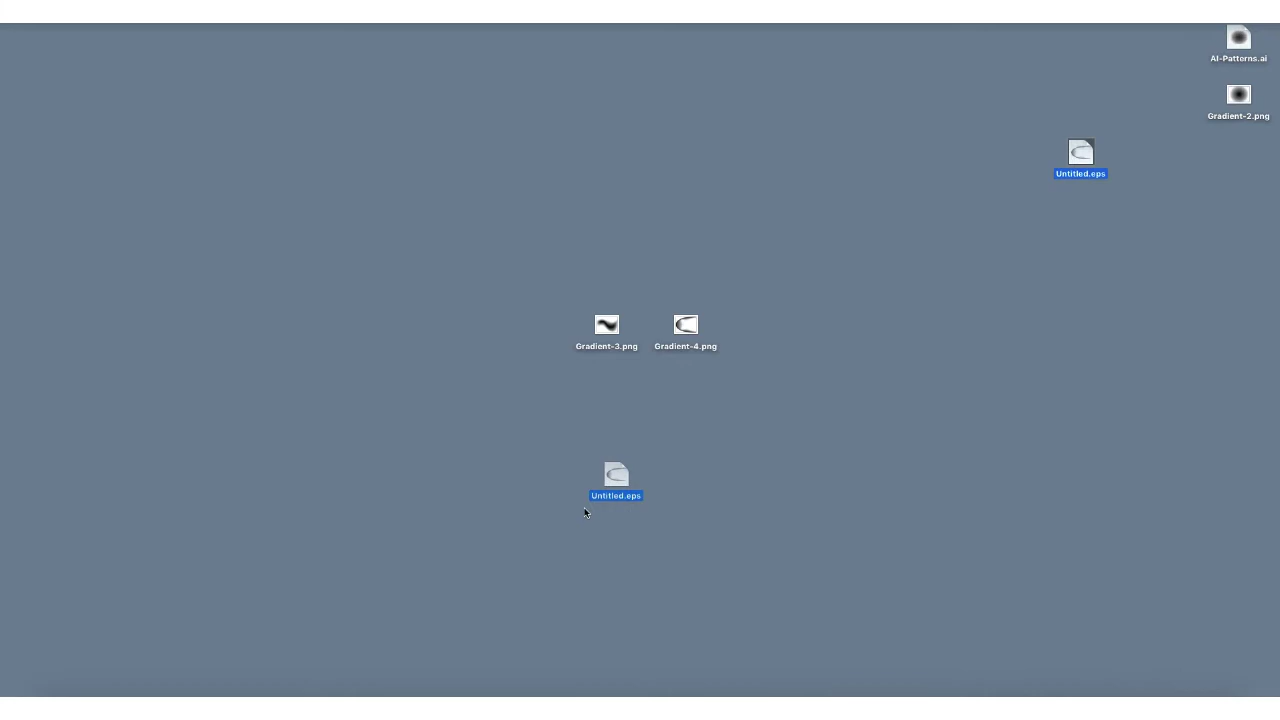 AI-Patterns.ai
Gradient-2.png
Untitled.eps
Gradient-3.png
Gradient-4.png
Untitled.eps